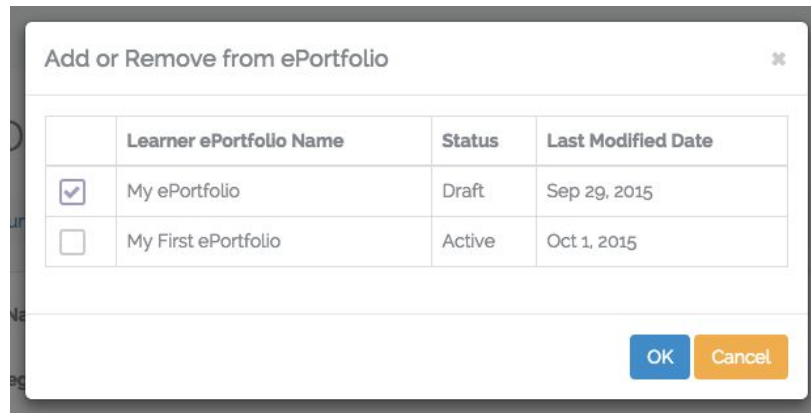 Add or Remove from ePortfolio
Learner ePortfolio Name Status Last Modified Date
My ePortfolio Draft Sep 29, 2015
My First ePortfolio Active Oct 1, 2015
OK Cancel